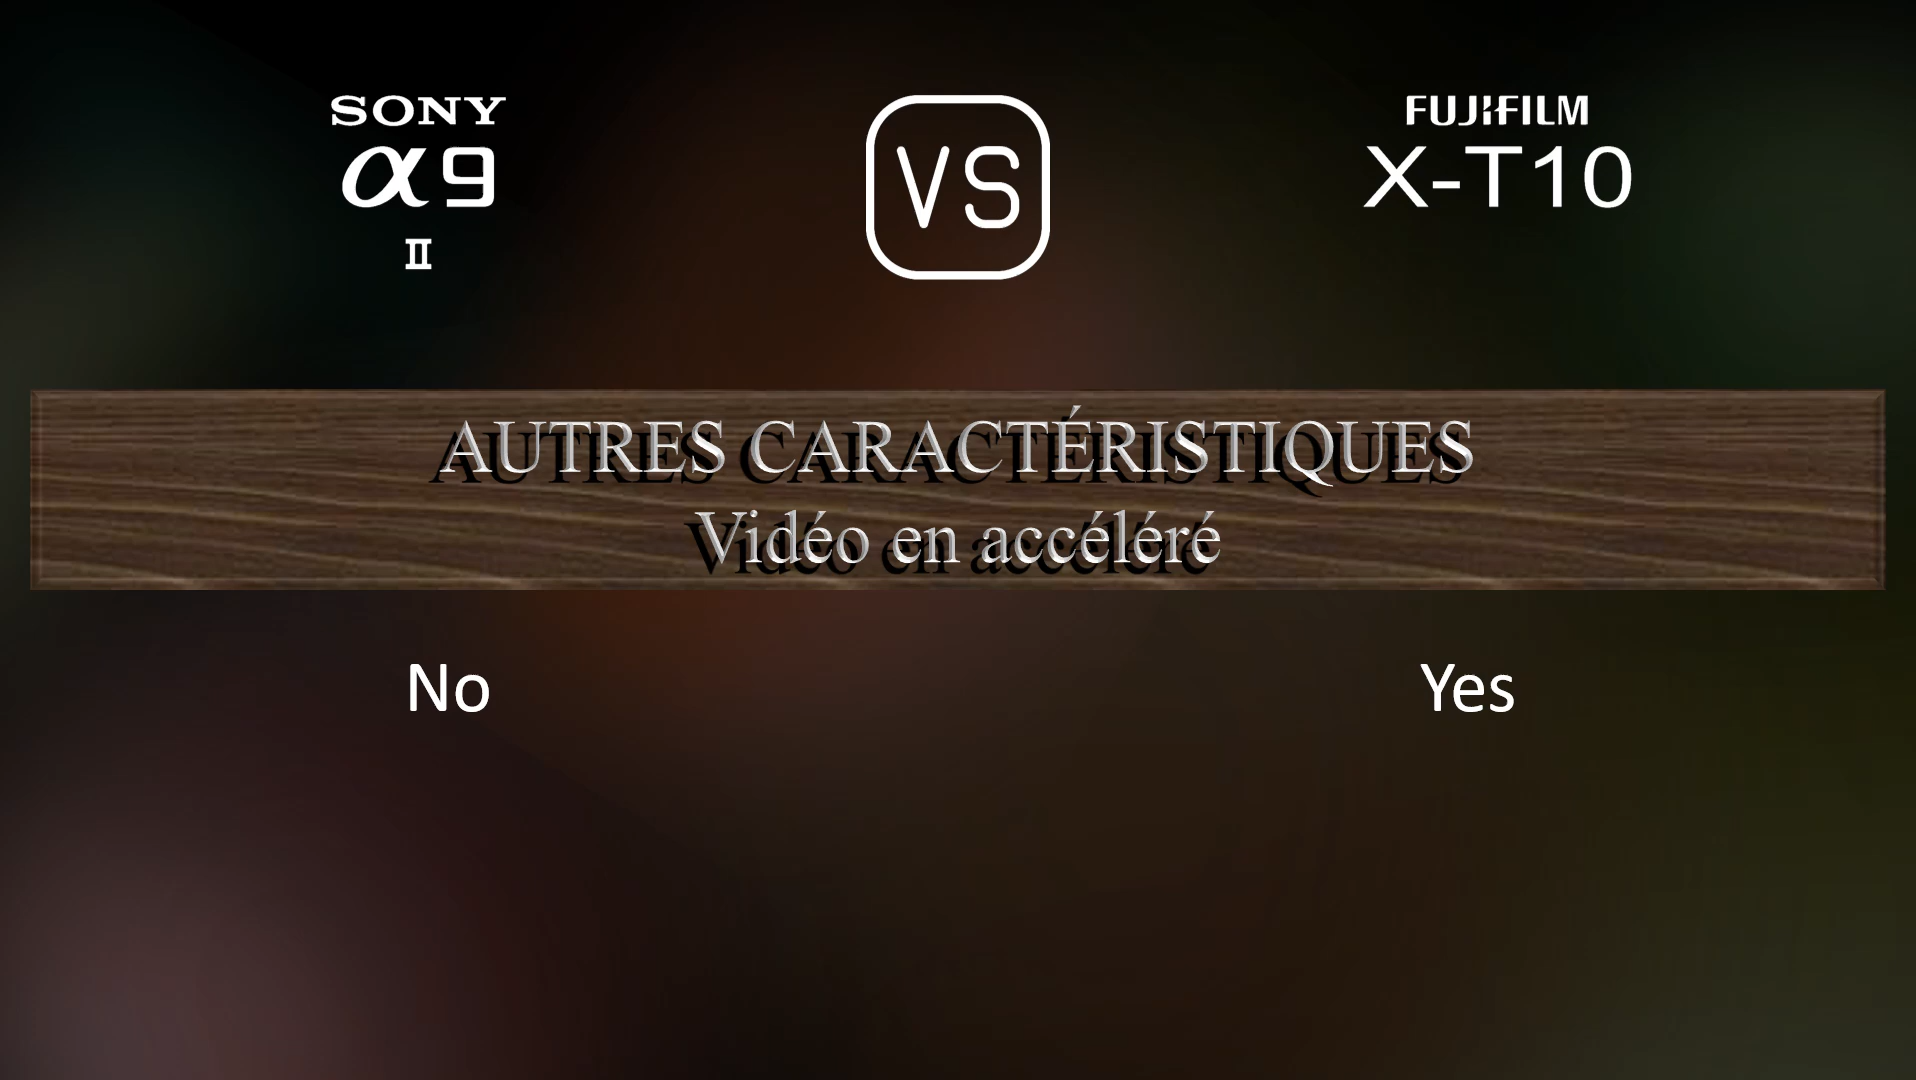 SONY
α9
II
VS
FUJIFILM
X-T10
AUTRES CARACTÉRISTIQUES
Vidéo en accéléré
No
Yes